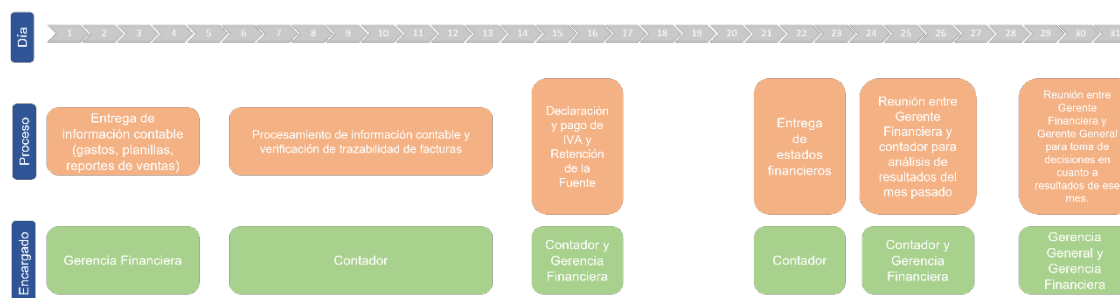 Día
1 2 3 4 5 6 7 8 9 10 11 12 13 14 15 16 17 18 19 20 21 22 23 24 25 26 27 28 29 30 31
Proceso
Entrega de
información contable
(gastos, planillas,
reportes de ventas)
Procesamiento de información contable y
verificación de trazabilidad de facturas
Declaración
y pago de
IVA y
Retención
de la
Fuente
Entrega
de
estados
financieros
Reunión entre
Gerente
Financiera y
contador para
análisis de
resultados del
mes pasado
Reunión entre
Gerente
Financiera y
Gerente General
para toma de
decisiones en
cuanto a
resultados de ese
mes.
Encargado
Gerencia Financiera
Contador
Contador y
Gerencia
Financiera
Contador
Contador y
Gerencia
Financiera
Gerencia
General y
Gerencia
Financiera